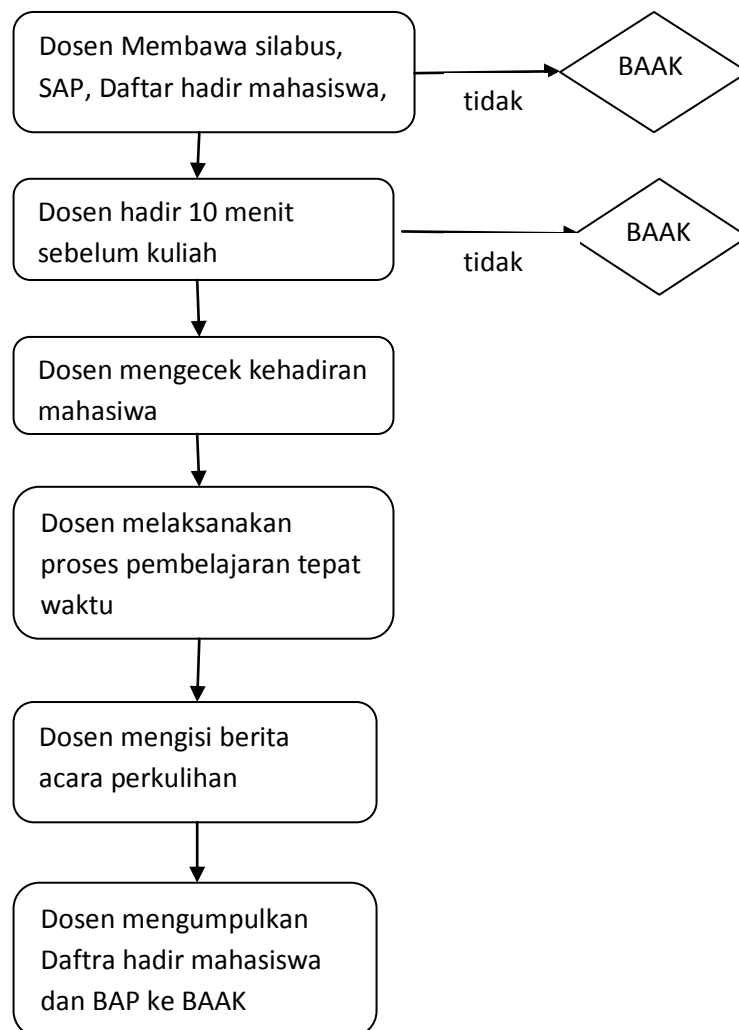 Dosen Membawa silabus,
SAP, Daftar hadir mahasiswa,
tidak
BAAK
Dosen hadir 10 menit
sebelum kuliah
tidak
BAAK
Dosen mengecek kehadiran
mahasiwa
Dosen melaksanakan
proses pembelajaran tepat
waktu
Dosen mengisi berita
acara perkulihan
Dosen mengumpulkan
Daftra hadir mahasiswa
dan BAP ke BAAK